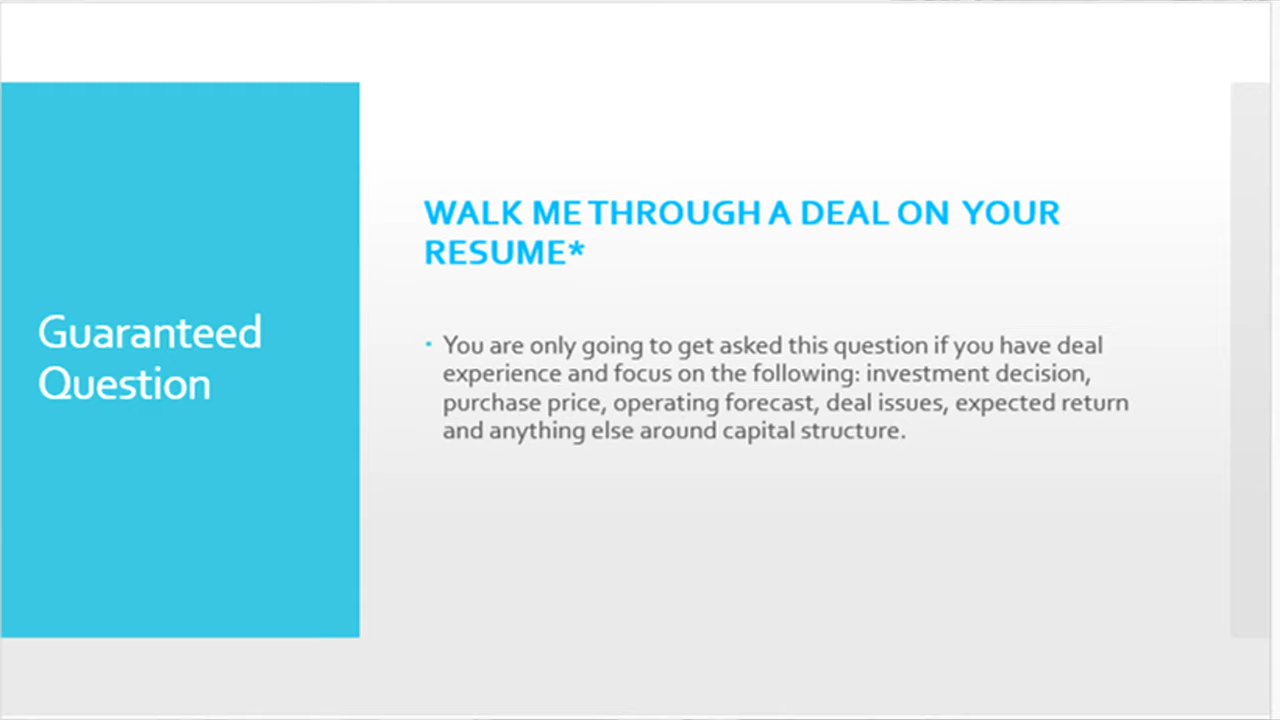 Guaranteed
Question
WALK ME THROUGH A DEAL ON YOUR
RESUME*
• You are only going to get asked this question if you have deal
experience and focus on the following: investment decision,
purchase price, operating forecast, deal issues, expected return
and anything else around capital structure.